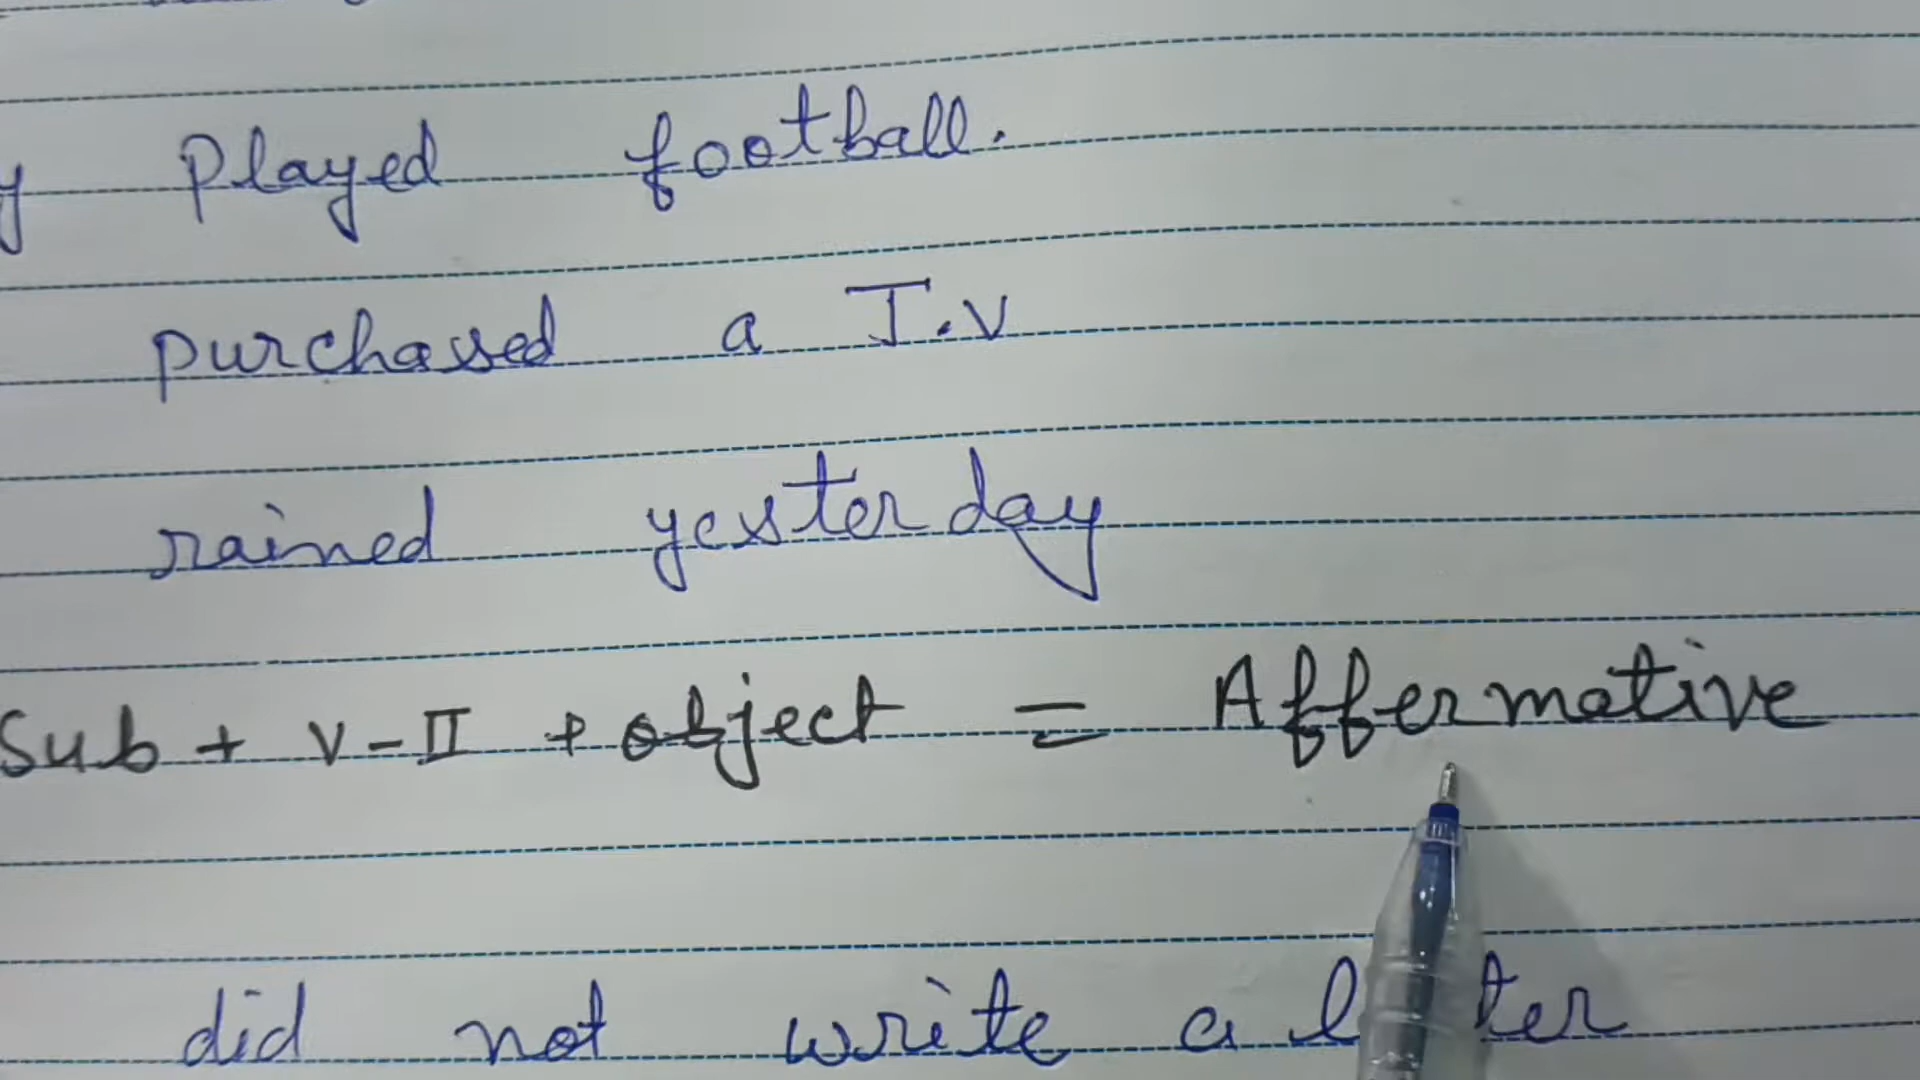 y Played football.
purchased a T.V
rained yesterday
Sub + V-II + object = Affermative
did not write a